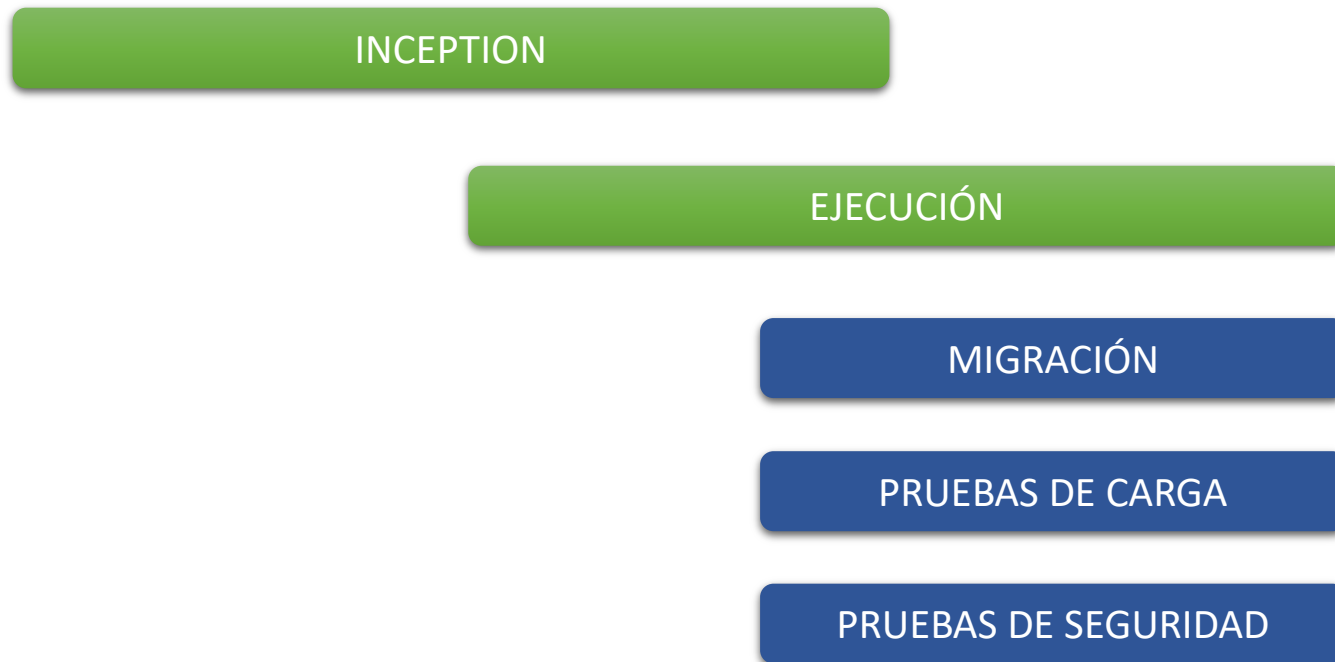 INCEPTION
EJECUCIÓN
MIGRACIÓN
PRUEBAS DE CARGA
PRUEBAS DE SEGURIDAD